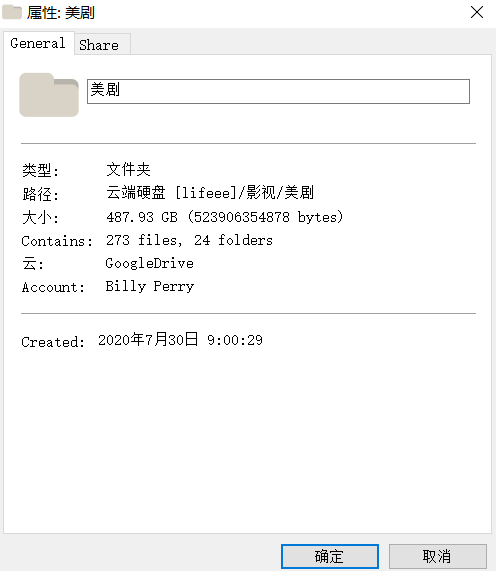 属性: 美剧
General
Share
美剧
类型: 文件夹
路径: 云端硬盘 [lifeee]/影视/美剧
大小: 487.93 GB (523906354878 bytes)
Contains: 273 files, 24 folders
云: GoogleDrive
Account: Billy Perry
Created: 2020年7月30日 9:00:29
确定
取消